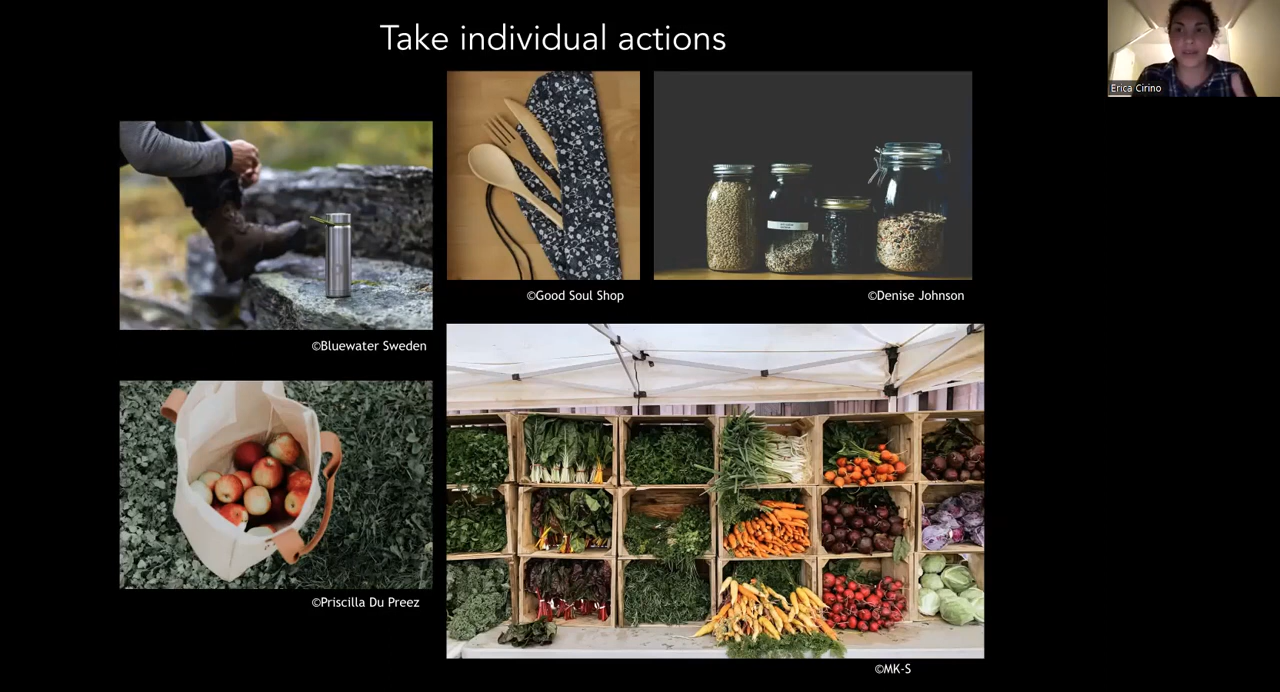 Take individual actions
Erica Cirino
©Good Soul Shop
©Denise Johnson
©Bluewater Sweden
©Priscilla Du Preez
©MK-S